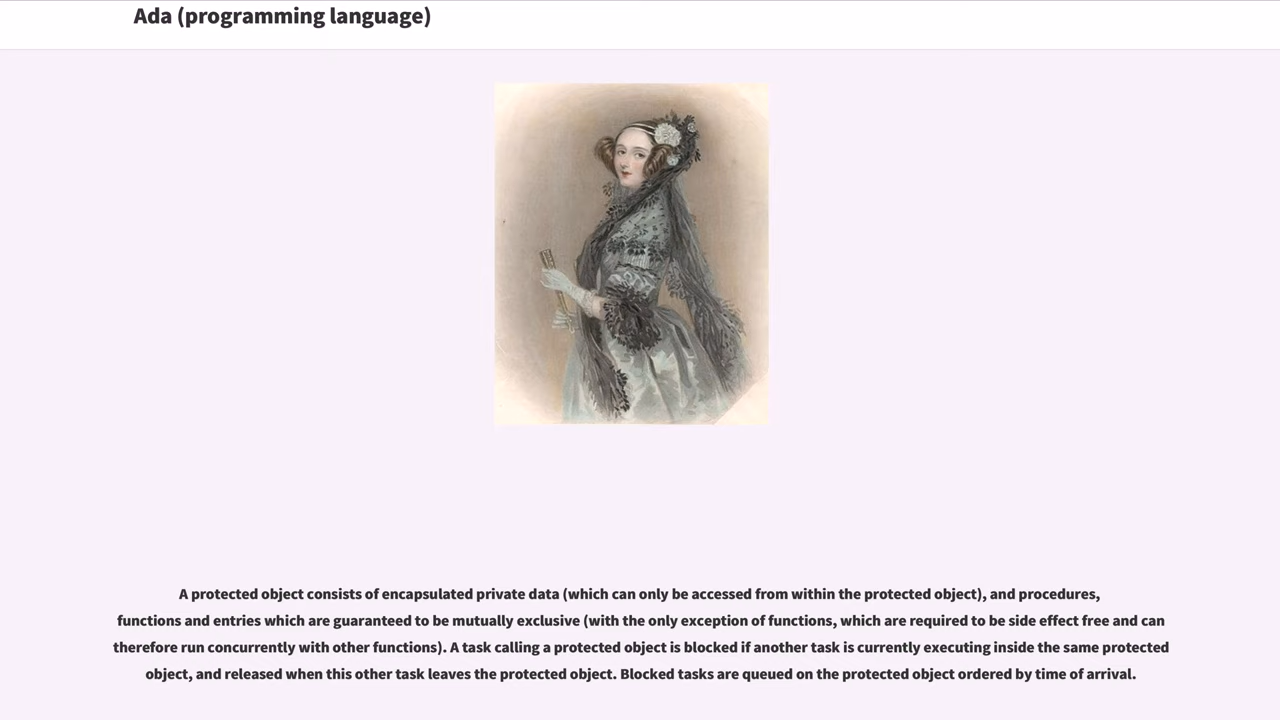 Ada (programming language)
A protected object consists of encapsulated private data (which can only be accessed from within the protected object), and procedures,
functions and entries which are guaranteed to be mutually exclusive (with the only exception of functions, which are required to be side effect free and can
therefore run concurrently with other functions). A task calling a protected object is blocked if another task is currently executing inside the same protected
object, and released when this other task leaves the protected object. Blocked tasks are queued on the protected object ordered by time of arrival.